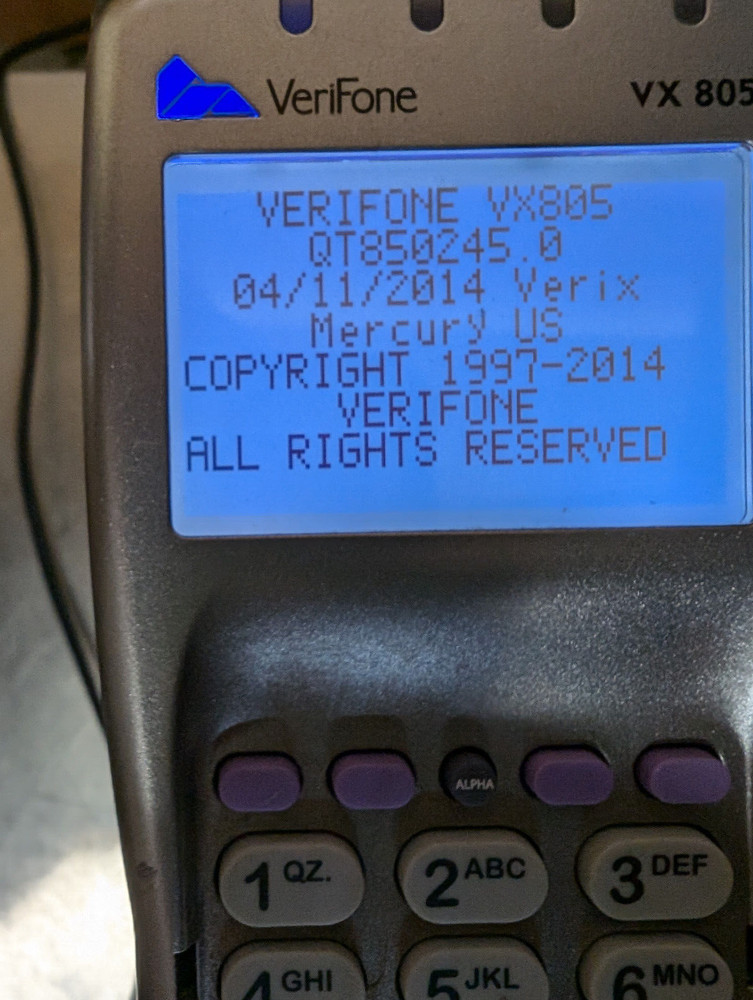 VeriFone VX 805
VERIFONE VX805
QT850245.0
04/11/2014 Verix
Mercury US
COPYRIGHT 1997-2014
VERIFONE
ALL RIGHTS RESERVED
ALPHA
1 QZ. 2 ABC 3 DEF
4 GHI 5 JKL 6 MNO